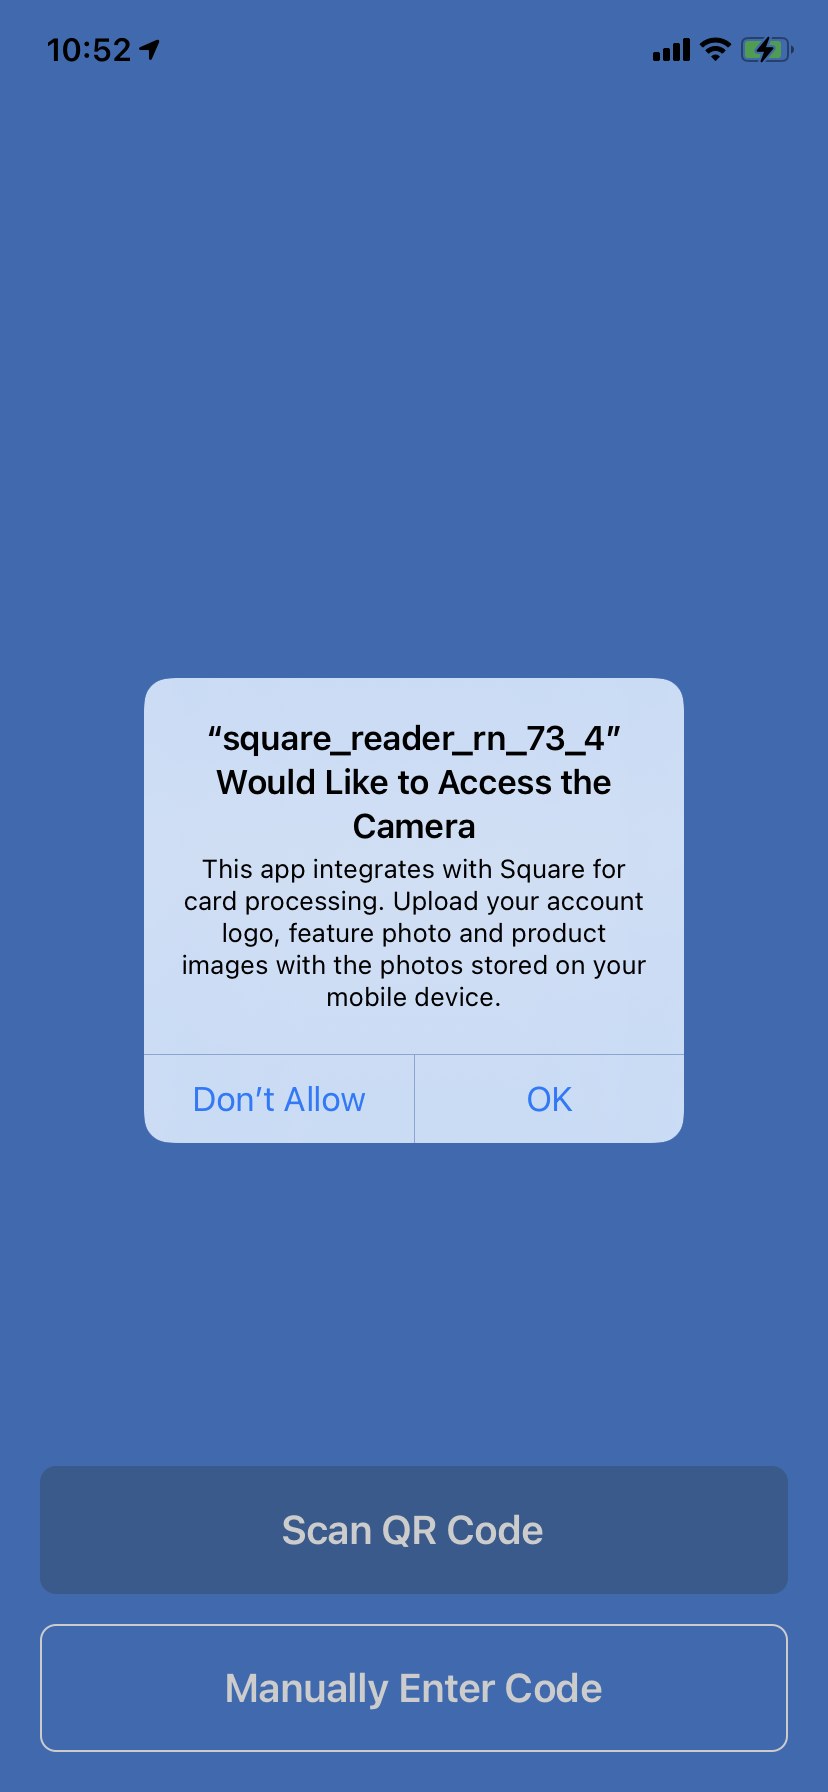 10:52
“square_reader_rn_73_4”
Would Like to Access the
Camera
This app integrates with Square for
card processing. Upload your account
logo, feature photo and product
images with the photos stored on your
mobile device.
Don’t Allow
OK
Scan QR Code
Manually Enter Code